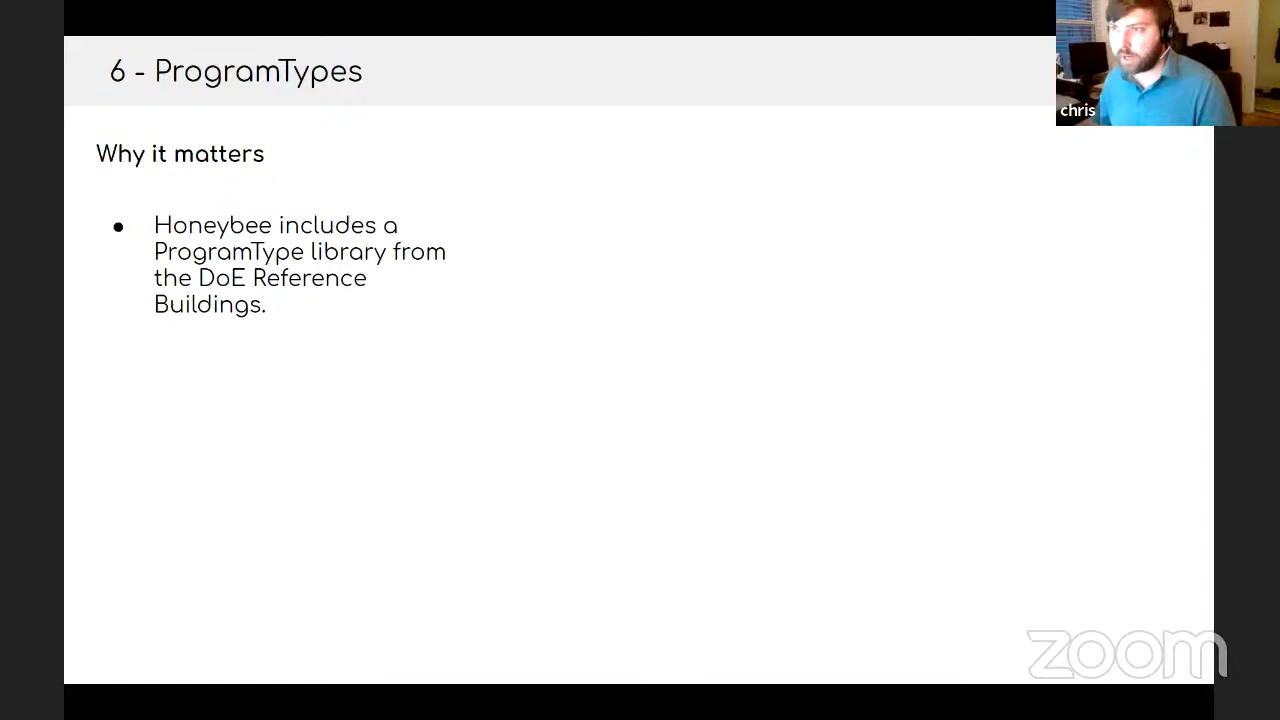 6 - ProgramTypes
chris
Why it matters
● Honeybee includes a
ProgramType library from
the DoE Reference
Buildings.
zoom